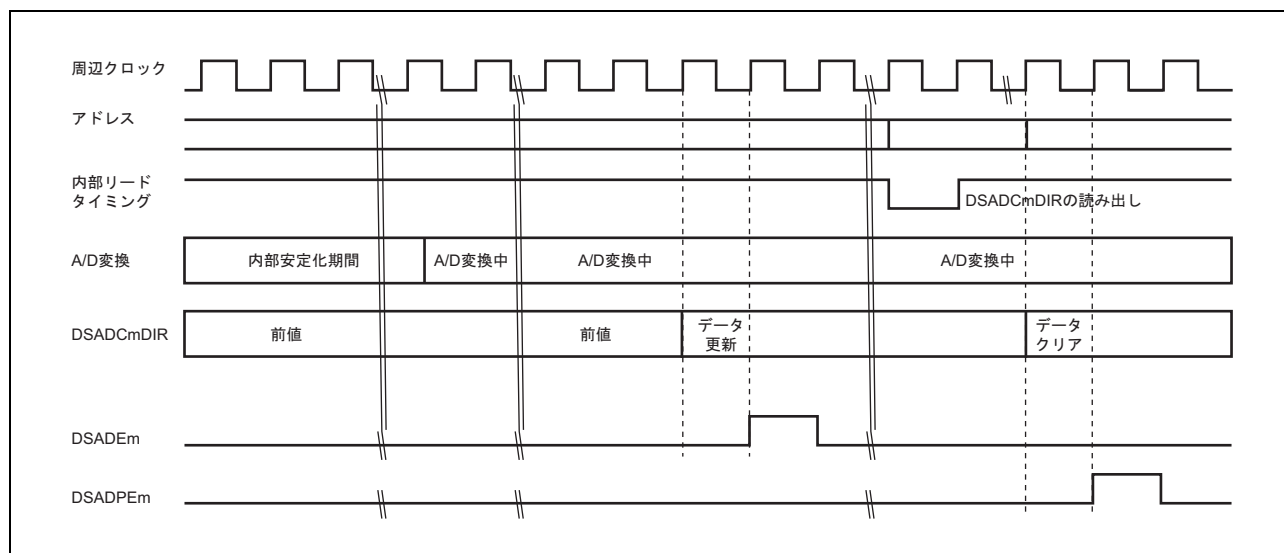 周辺クロック
アドレス
内部リード
タイミング
DSADCmDIRの読み出し
A/D変換
内部安定化期間
A/D変換中
A/D変換中
A/D変換中
DSADCmDIR
前値
前値
データ
更新
データ
クリア
DSADEm
DSADPEm